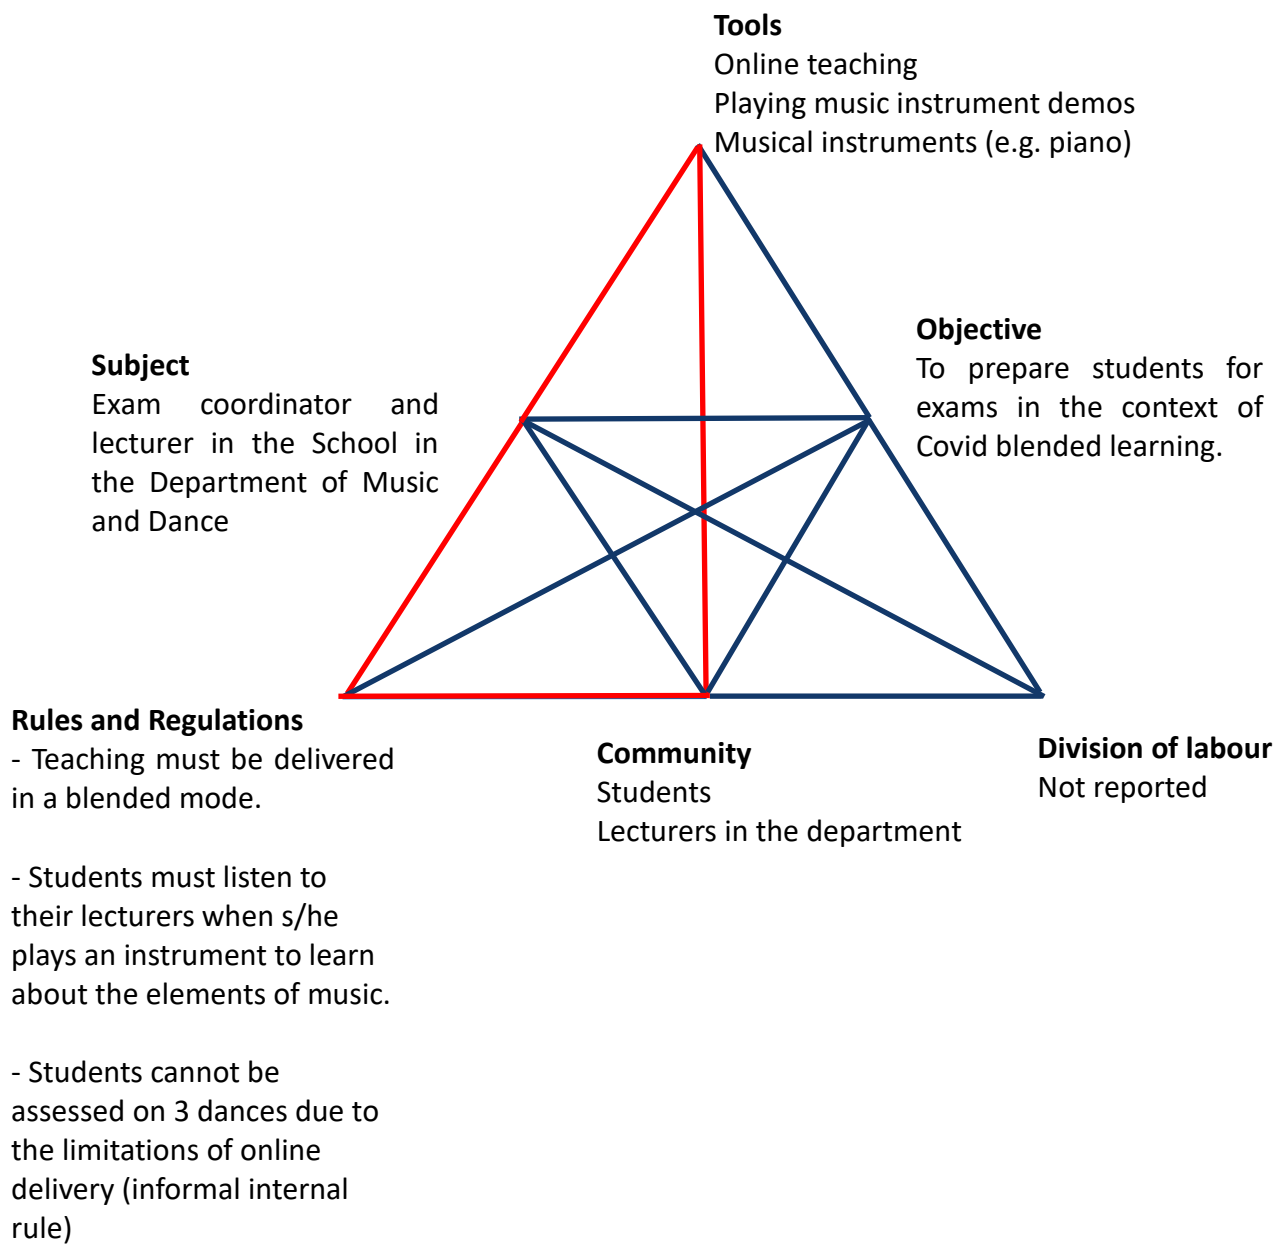 Tools
Online teaching
Playing music instrument demos
Musical instruments (e.g. piano)
Objective
To prepare students for
exams in the context of
Covid blended learning.
Subject
Exam coordinator and
lecturer in the School in
the Department of Music
and Dance
Rules and Regulations
- Teaching must be delivered
in a blended mode.
- Students must listen to
their lecturers when s/he
plays an instrument to learn
about the elements of music.
- Students cannot be
assessed on 3 dances due to
the limitations of online
delivery (informal internal
rule)
Community
Students
Lecturers in the department
Division of labour
Not reported